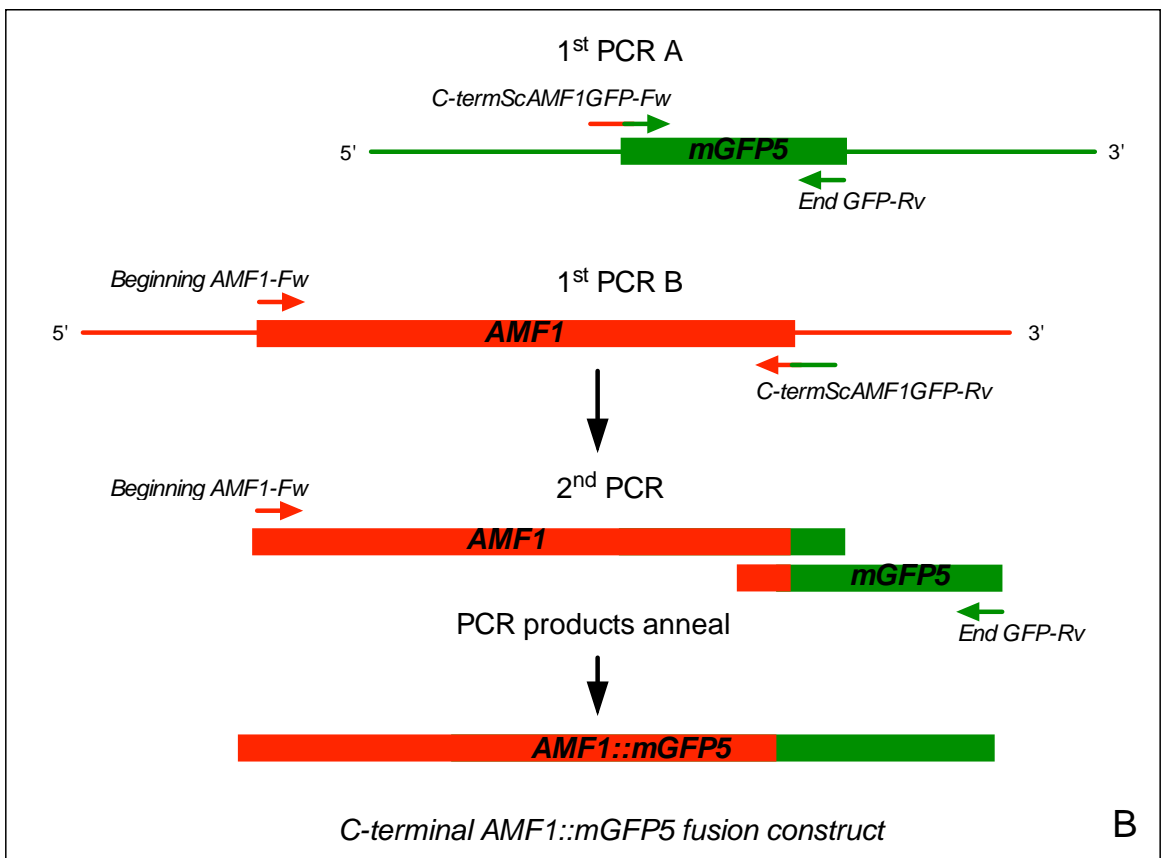 1st PCR A
C-termScAMF1GFP-Fw
5' mGFP5 3'
End GFP-Rv
Beginning AMF1-Fw
1st PCR B
5' AMF1 3'
C-termScAMF1GFP-Rv
Beginning AMF1-Fw
2nd PCR
AMF1
mGFP5
End GFP-Rv
PCR products anneal
AMF1::mGFP5
C-terminal AMF1::mGFP5 fusion construct
B